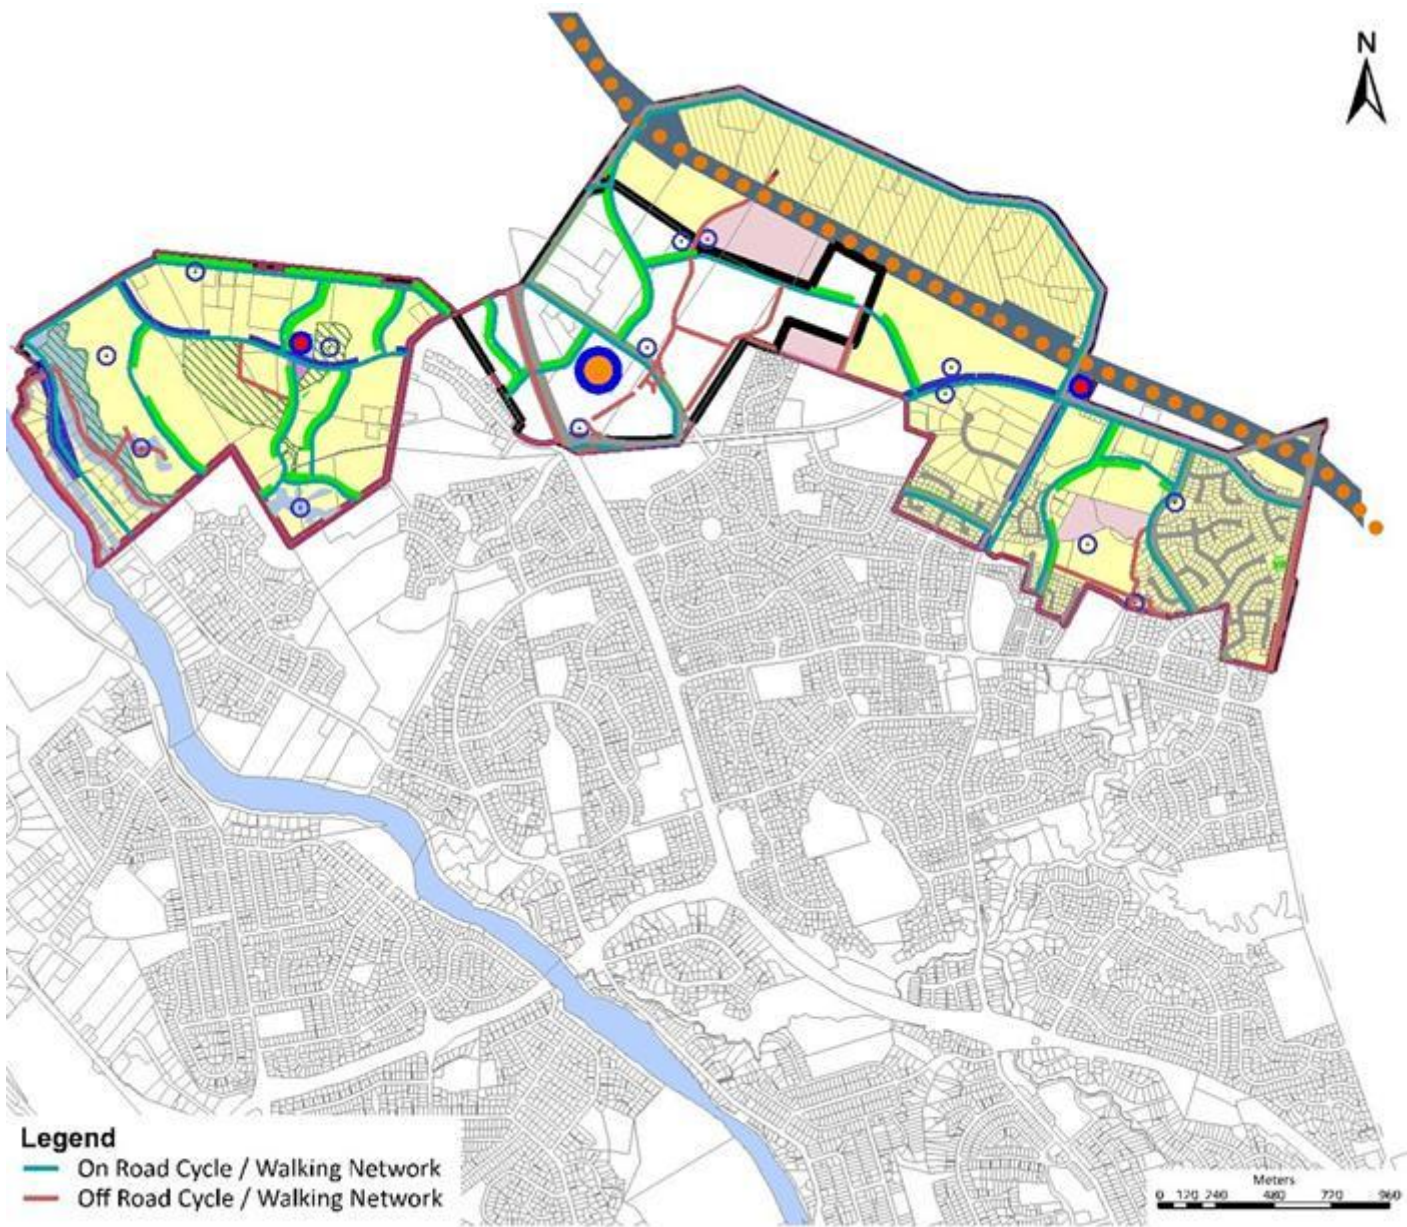 N
Legend
On Road Cycle / Walking Network
Off Road Cycle / Walking Network
Meters
0 120 240 480 720 960